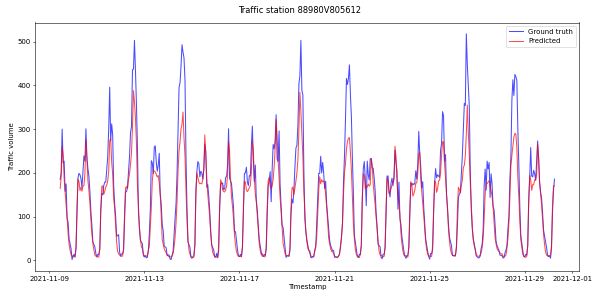 Traffic station 88980V805612
Ground truth
Predicted
500
400
300
200
100
0
Traffic volume
2021-11-09
2021-11-13
2021-11-17
2021-11-21
2021-11-25
2021-11-29
2021-12-01
Timestamp